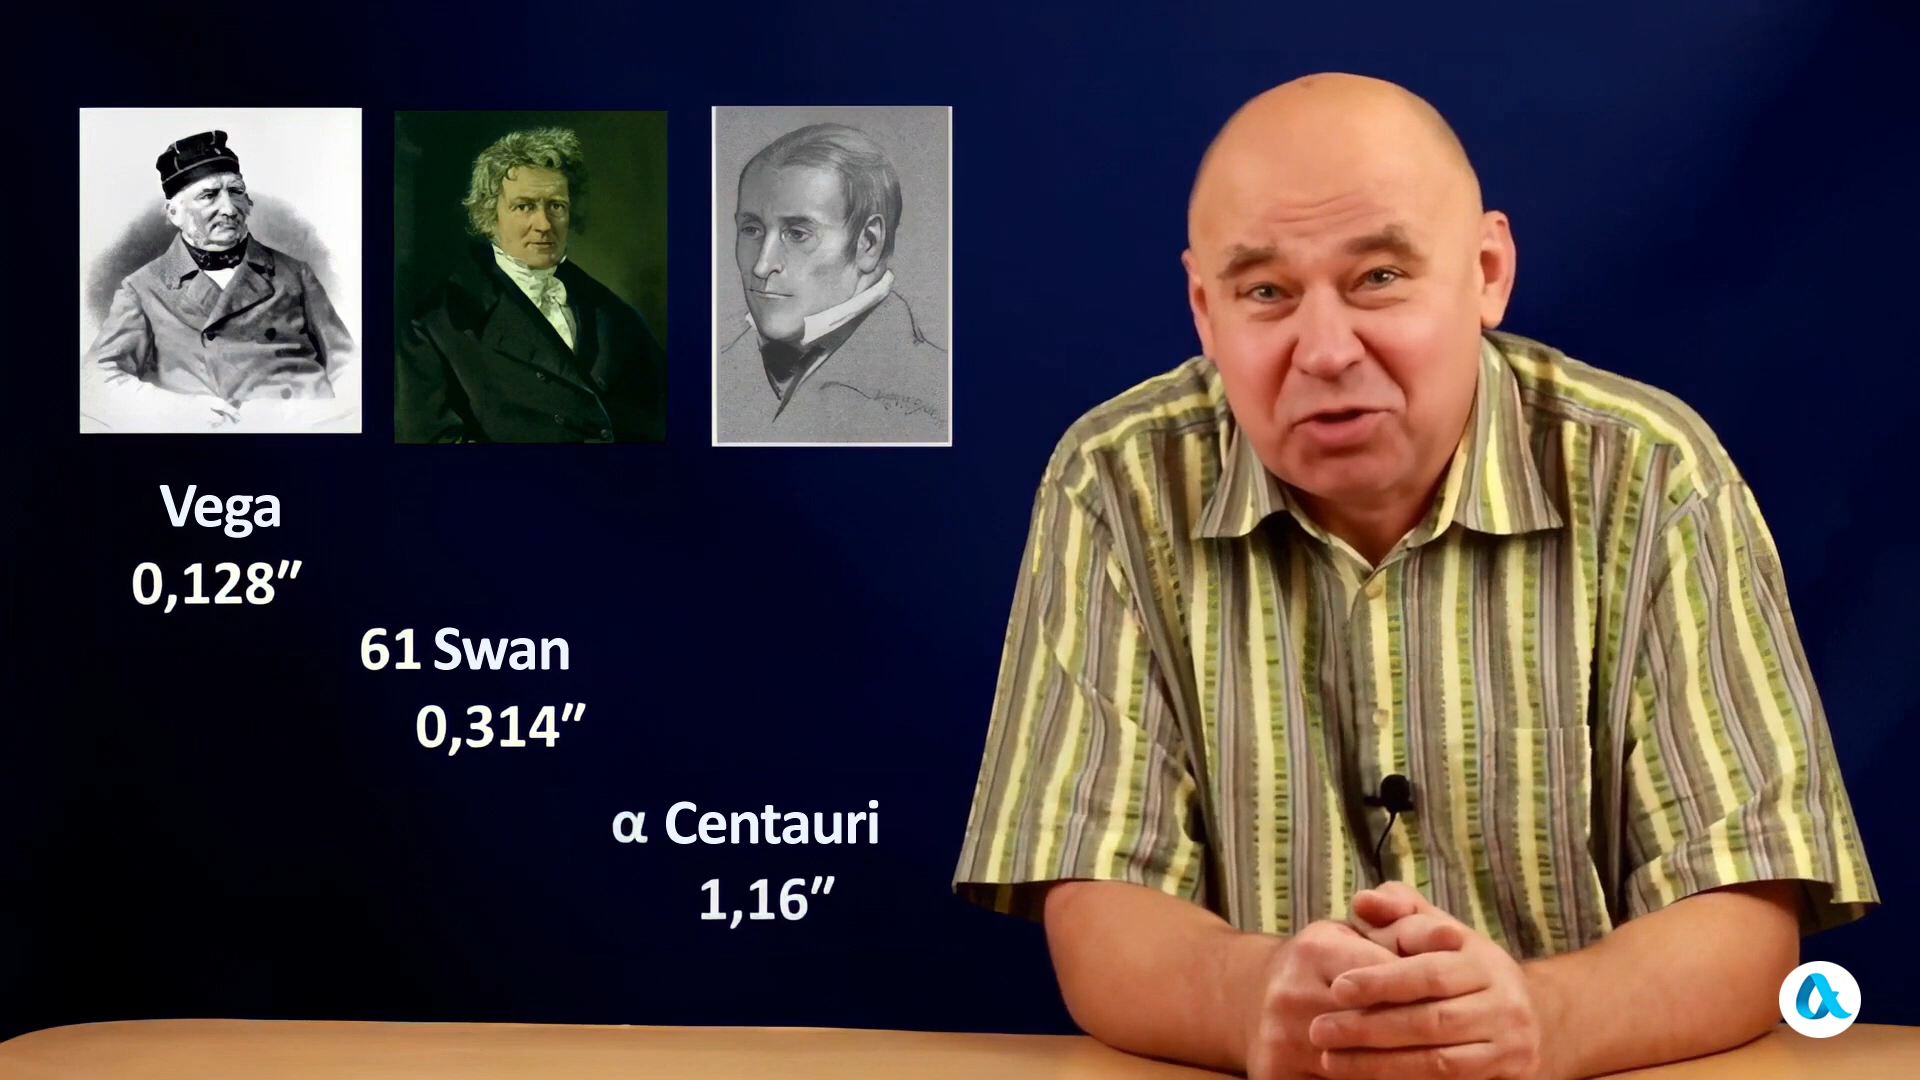 Vega
0,128″
61 Swan
0,314″
α Centauri
1,16″